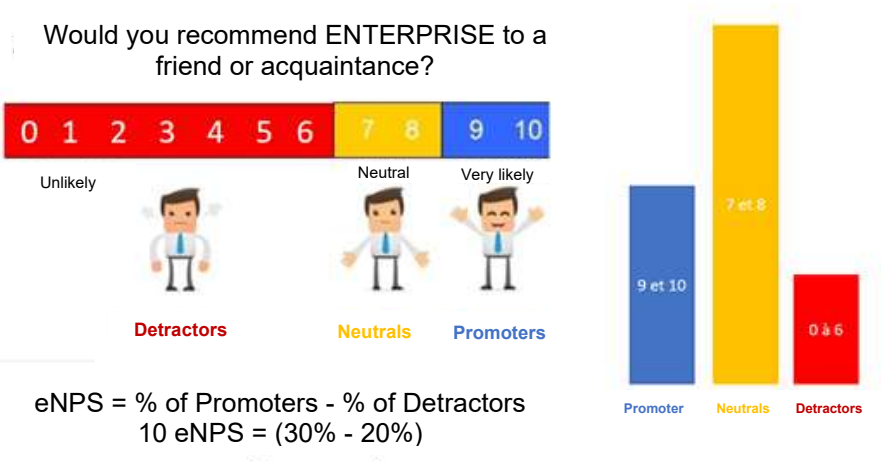 Would you recommend ENTERPRISE to a
friend or acquaintance?
0 1 2 3 4 5 6 7 8 9 10
Unlikely
Neutral
Very likely
Detractors
Neutrals
Promoters
eNPS = % of Promoters - % of Detractors
10 eNPS = (30% - 20%)
9 et 10
7 et 8
0 à 6
Promoter
Neutrals
Detractors